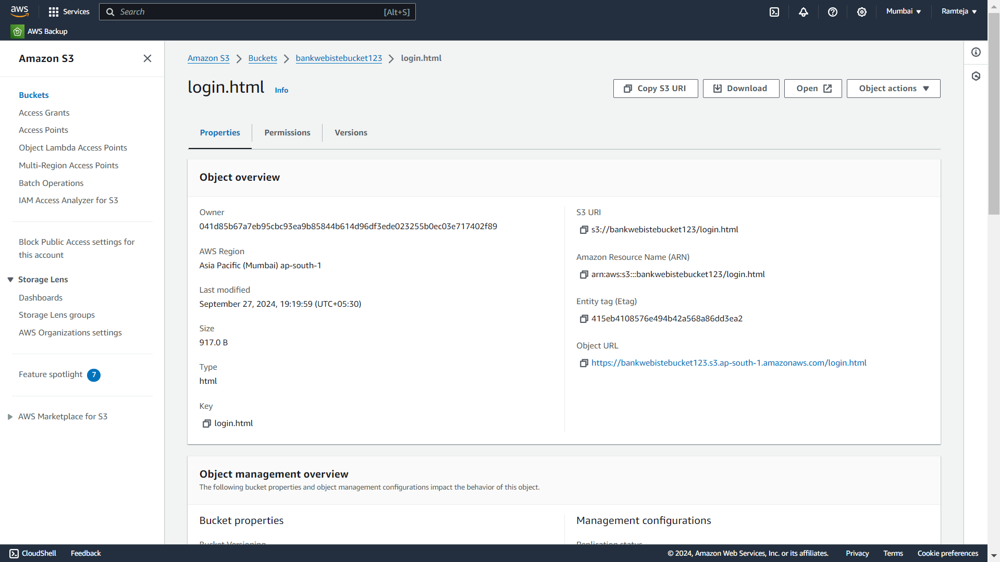 aws Services Search [Alt+S] Mumbai Ramteja
AWS Backup
Amazon S3
Buckets
Access Grants
Access Points
Object Lambda Access Points
Multi-Region Access Points
Batch Operations
IAM Access Analyzer for S3
Block Public Access settings for
this account
Storage Lens
Dashboards
Storage Lens groups
AWS Organizations settings
Feature spotlight 7
AWS Marketplace for S3
Amazon S3 Buckets bankwebistebucket123 login.html
login.html Info
Copy S3 URI Download Open Object actions
Properties Permissions Versions
Object overview
Owner
041d85b67a7eb95cbc93ea9b85844b614d96df3ede023255b0ec03e717402f89
AWS Region
Asia Pacific (Mumbai) ap-south-1
Last modified
September 27, 2024, 19:19:59 (UTC+05:30)
Size
917.0 B
Type
html
Key
login.html
S3 URI
s3://bankwebistebucket123/login.html
Amazon Resource Name (ARN)
arn:aws:s3:::bankwebistebucket123/login.html
Entity tag (Etag)
415eb4108576e494b42a568a86dd3ea2
Object URL
https://bankwebistebucket123.s3.ap-south-1.amazonaws.com/login.html
Object management overview
The following bucket properties and object management configurations impact the behavior of this object.
Bucket properties
Bucket Versioning
Management configurations
Replication status
CloudShell Feedback © 2024, Amazon Web Services, Inc. or its affiliates. Privacy Terms Cookie preferences